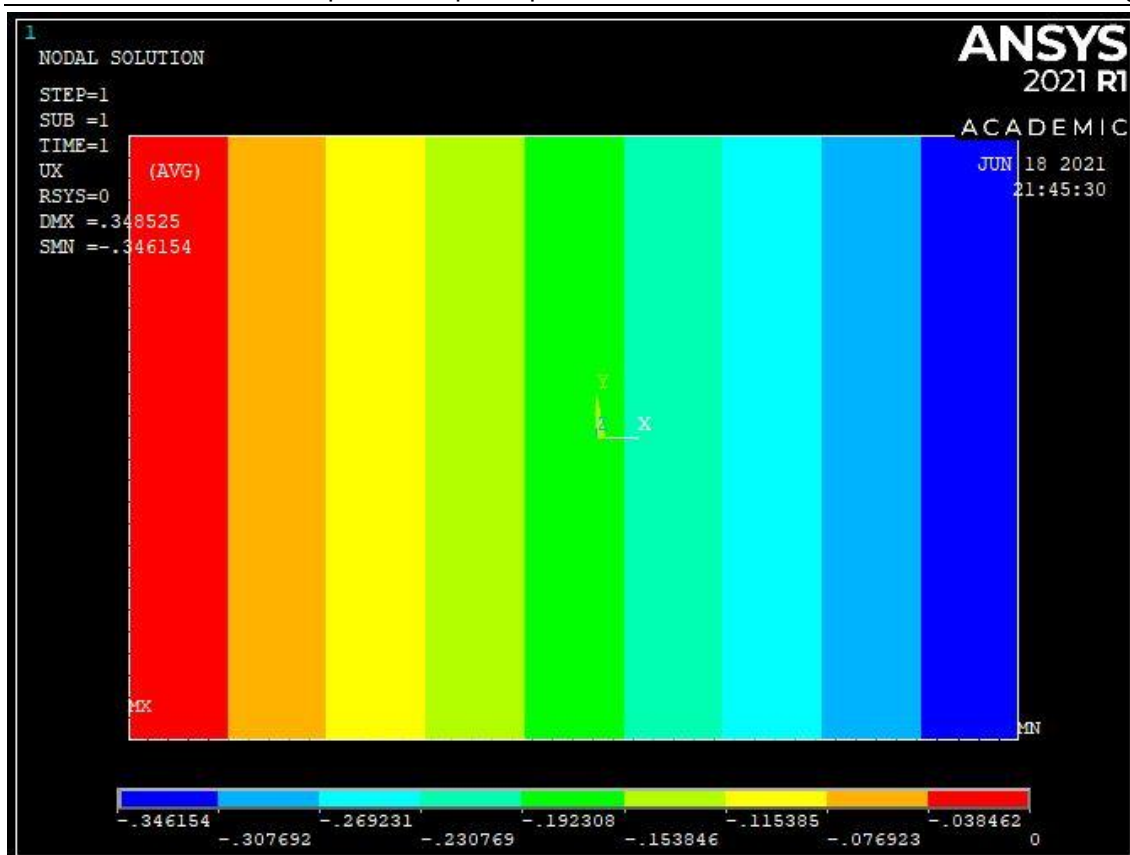 1
NODAL SOLUTION
STEP=1
SUB =1
TIME=1
UX (AVG)
RSYS=0
DMX =.348525
SMN =-.346154
ANSYS
2021 R1
ACADEMIC
JUN 18 2021
21:45:30
Y
Z X
MX
MN
-.346154 -.269231 -.192308 -.115385 -.038462
-.307692 -.230769 -.153846 -.076923 0